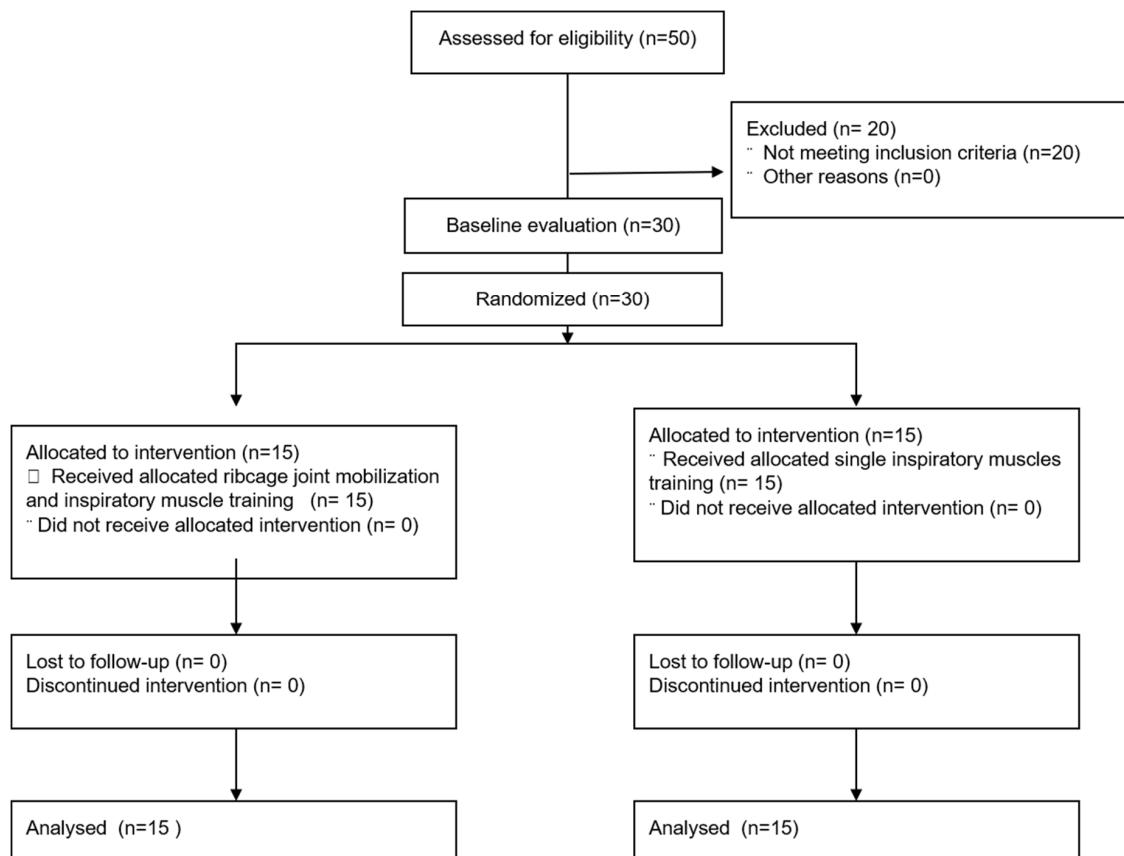 Assessed for eligibility (n=50)
Excluded (n= 20)
¨ Not meeting inclusion criteria (n=20)
¨ Other reasons (n=0)
Baseline evaluation (n=30)
Randomized (n=30)
Allocated to intervention (n=15)
□ Received allocated ribcage joint mobilization
and inspiratory muscle training (n= 15)
¨ Did not receive allocated intervention (n= 0)
Allocated to intervention (n=15)
¨ Received allocated single inspiratory muscles
training (n= 15)
¨ Did not receive allocated intervention (n= 0)
Lost to follow-up (n= 0)
Discontinued intervention (n= 0)
Lost to follow-up (n= 0)
Discontinued intervention (n= 0)
Analysed (n=15 )
Analysed (n=15)